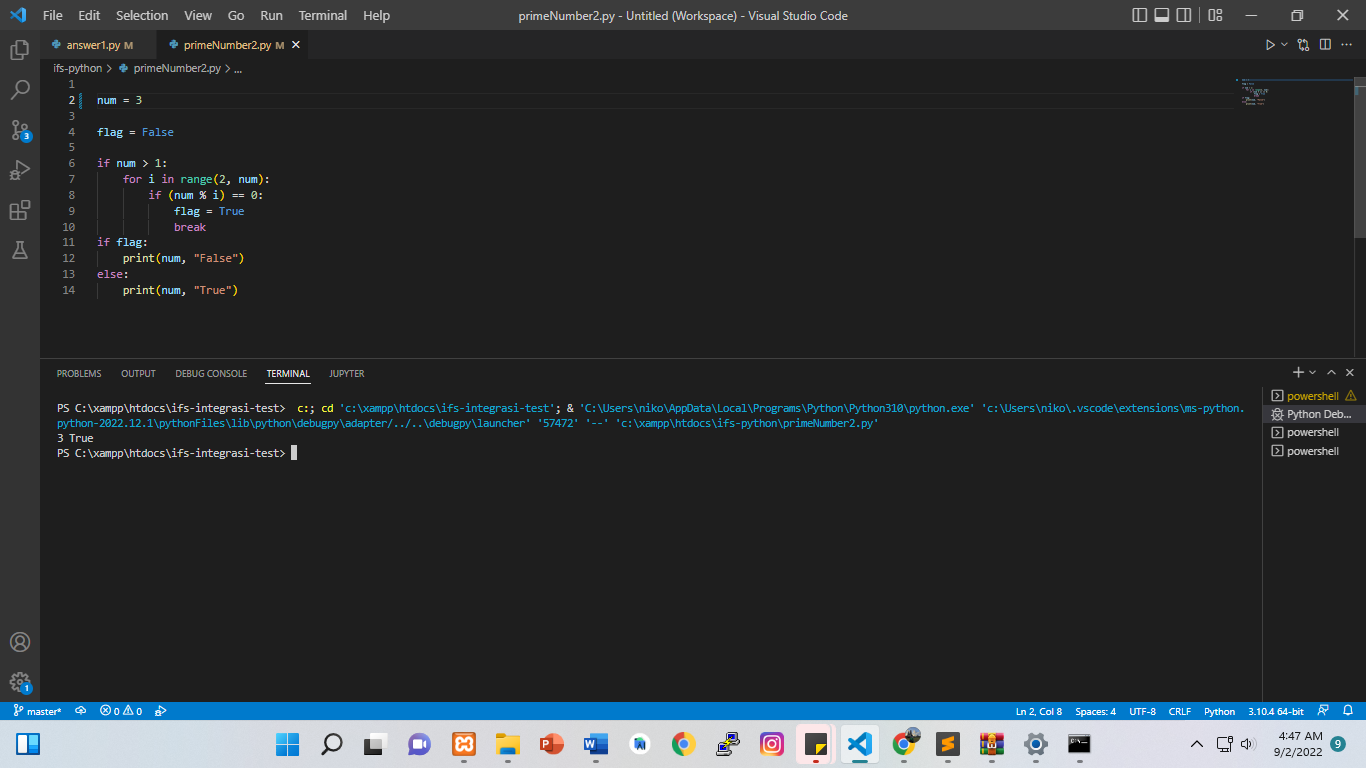 File Edit Selection View Go Run Terminal Help primeNumber2.py - Untitled (Workspace) - Visual Studio Code
answer1.py M primeNumber2.py M
ifs-python > primeNumber2.py > ...
1
2 num = 3
3
4 flag = False
5
6 if num > 1:
7 for i in range(2, num):
8 if (num % i) == 0:
9 flag = True
10 break
11 if flag:
12 print(num, "False")
13 else:
14 print(num, "True")
3
PROBLEMS OUTPUT DEBUG CONSOLE TERMINAL JUPYTER
PS C:\xampp\htdocs\ifs-integrasi-test> c:; cd 'c:\xampp\htdocs\ifs-integrasi-test'; & 'C:\Users\niko\AppData\Local\Programs\Python\Python310\python.exe' 'c:\Users\niko\.vscode\extensions\ms-python.
python-2022.12.1\pythonFiles\lib\python\debugpy\adapter/../..\debugpy\launcher' '57472' '--' 'c:\xampp\htdocs\ifs-python\primeNumber2.py'
3 True
PS C:\xampp\htdocs\ifs-integrasi-test>
powershell
Python Deb...
powershell
powershell
1
master* 0 0 Ln 2, Col 8 Spaces: 4 UTF-8 CRLF Python 3.10.4 64-bit
4:47 AM
9/2/2022
9